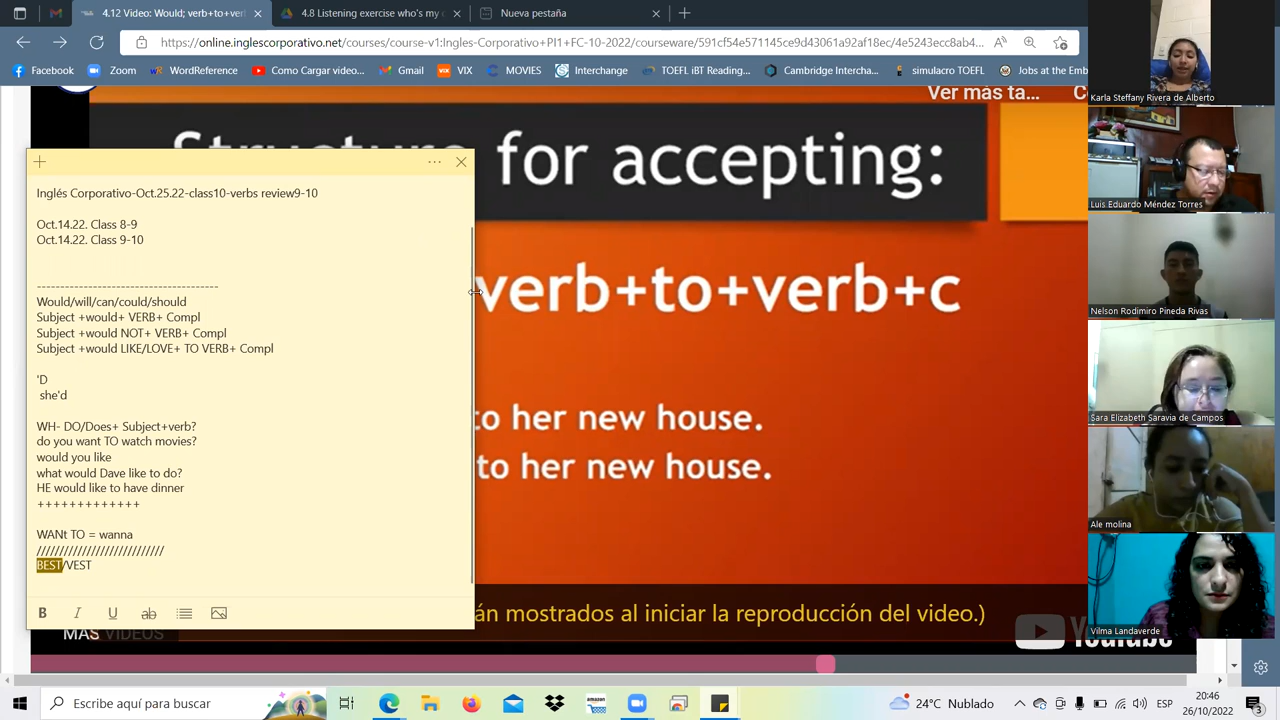 4.12 Verbs; to+ver
4.8 Listening exercise who's my c
Nueva pestaña
https://online.inglescorporativo.net/courses/course-v1:Ingles-Corporativo+PI1+FC-10-2022/courseware/591cf54e571145ce9d43061a92af18ec/4e5243ecc8ab4...
Facebook
Zoom
WordReference
Como Cargar video...
Gmail
VIX
MOVIES
Interchange
TOEFL iBT Reading...
Cambridge Intercha...
simulacro TOEFL
Jobs at the Emb
Ver más ta...
for accepting:
verb+to+verb+c
to her new house.
to her new house.
án mostrados al iniciar la reproducción del video.)
MÁS VIDEOS
Inglés Corporativo-Oct.25.22-class10-verbs review9-10
Oct.14.22. Class 8-9
Oct.14.22. Class 9-10
---------------------------------------
Would/will/can/could/should
Subject +would+ VERB+ Compl
Subject +would NOT+ VERB+ Compl
Subject +would LIKE/LOVE+ TO VERB+ Compl
'D
she'd
WH- DO/Does+ Subject+verb?
do you want TO watch movies?
would you like
what would Dave like to do?
HE would like to have dinner
+++++++++++++
WANt TO = wanna
///////////////////////////
BEST/VEST
Karla Steffany Rivera de Alberto
Luis Eduardo Méndez Torres
Nelson Rodimiro Pineda Rivas
Sara Elizabeth Saravia de Campos
Ale molina
Vilma Landaverde
Escribe aquí para buscar
24°C Nublado
ESP
20:46
26/10/2022
3